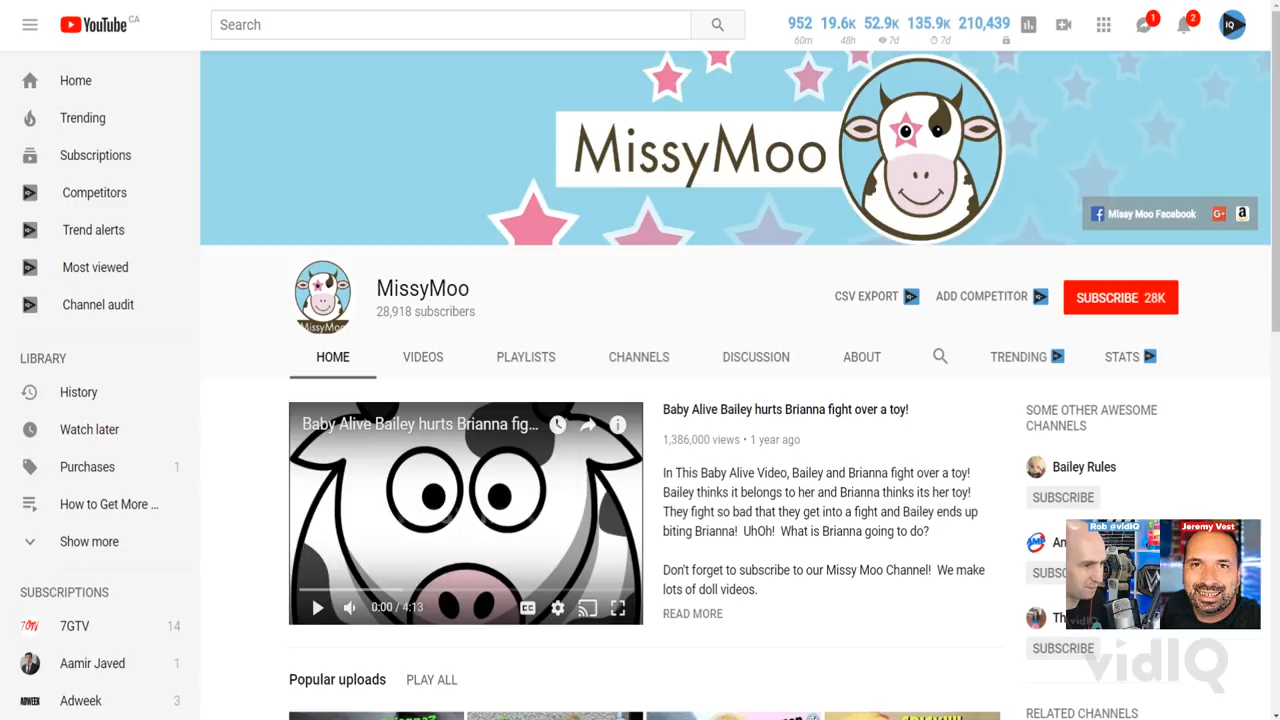 YouTube CA
Search
952 19.6K 52.9K 135.9K 210,439
60m 48h 7d 7d
1
2
IQ
Home
Trending
Subscriptions
Competitors
Trend alerts
Most viewed
Channel audit
LIBRARY
History
Watch later
Purchases 1
How to Get More ...
Show more
SUBSCRIPTIONS
7GTV 14
Aamir Javed 1
Adweek 3
MissyMoo
Missy Moo Facebook
MissyMoo
28,918 subscribers
CSV EXPORT
ADD COMPETITOR
SUBSCRIBE 28K
HOME
VIDEOS
PLAYLISTS
CHANNELS
DISCUSSION
ABOUT
TRENDING
STATS
Baby Alive Bailey hurts Brianna fig...
0:00 / 4:13
Baby Alive Bailey hurts Brianna fight over a toy!
1,386,000 views • 1 year ago
In This Baby Alive Video, Bailey and Brianna fight over a toy!
Bailey thinks it belongs to her and Brianna thinks its her toy!
They fight so bad that they get into a fight and Bailey ends up
biting Brianna! UhOh! What is Brianna going to do?
Don't forget to subscribe to our Missy Moo Channel! We make
lots of doll videos.
READ MORE
Popular uploads
PLAY ALL
SOME OTHER AWESOME
CHANNELS
Bailey Rules
SUBSCRIBE
Rob @vidIQ
Jeremy Vest
SUBSCRIBE
vidIQ
RELATED CHANNELS